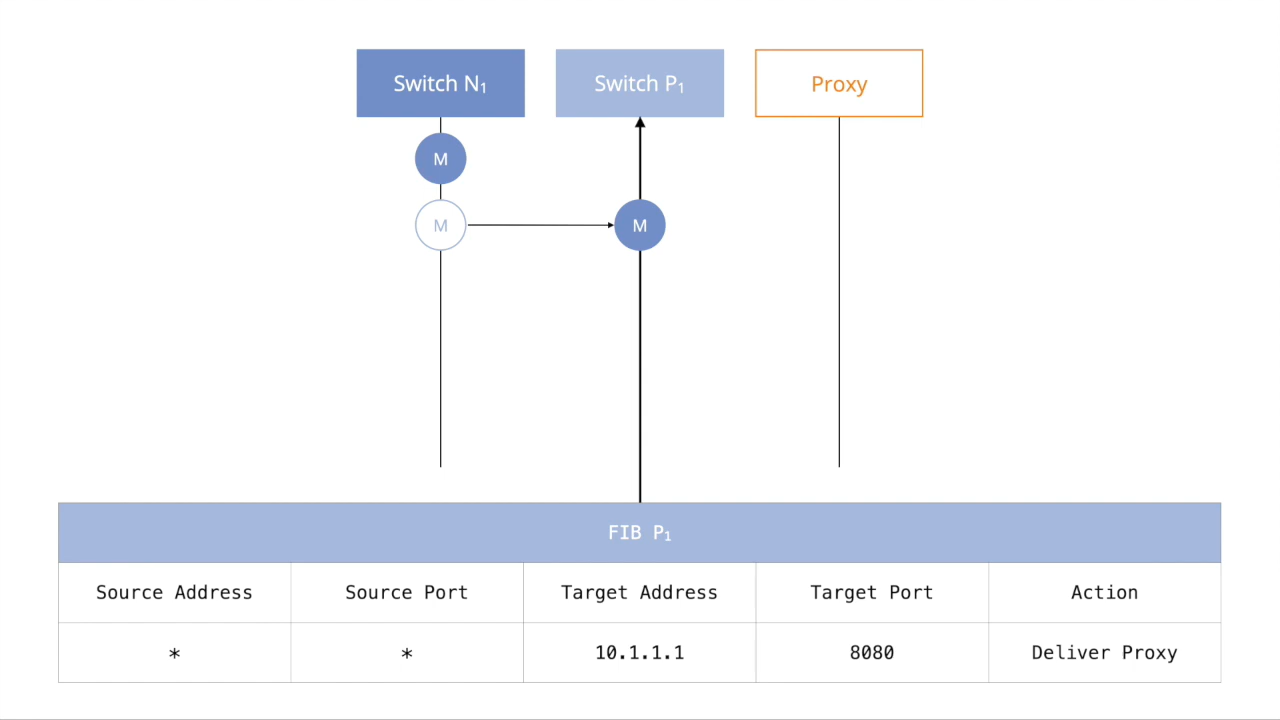 Switch N₁
Switch P₁
Proxy
M
M
M
FIB P₁
Source Address
Source Port
Target Address
Target Port
Action
*
*
10.1.1.1
8080
Deliver Proxy